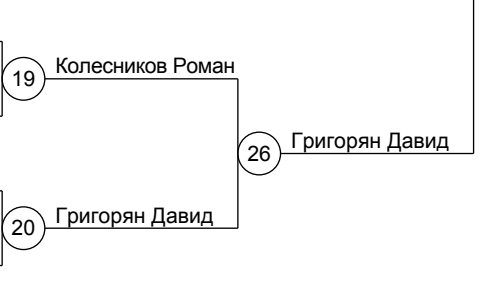 19 Колесников Роман
26 Григорян Давид
20 Григорян Давид